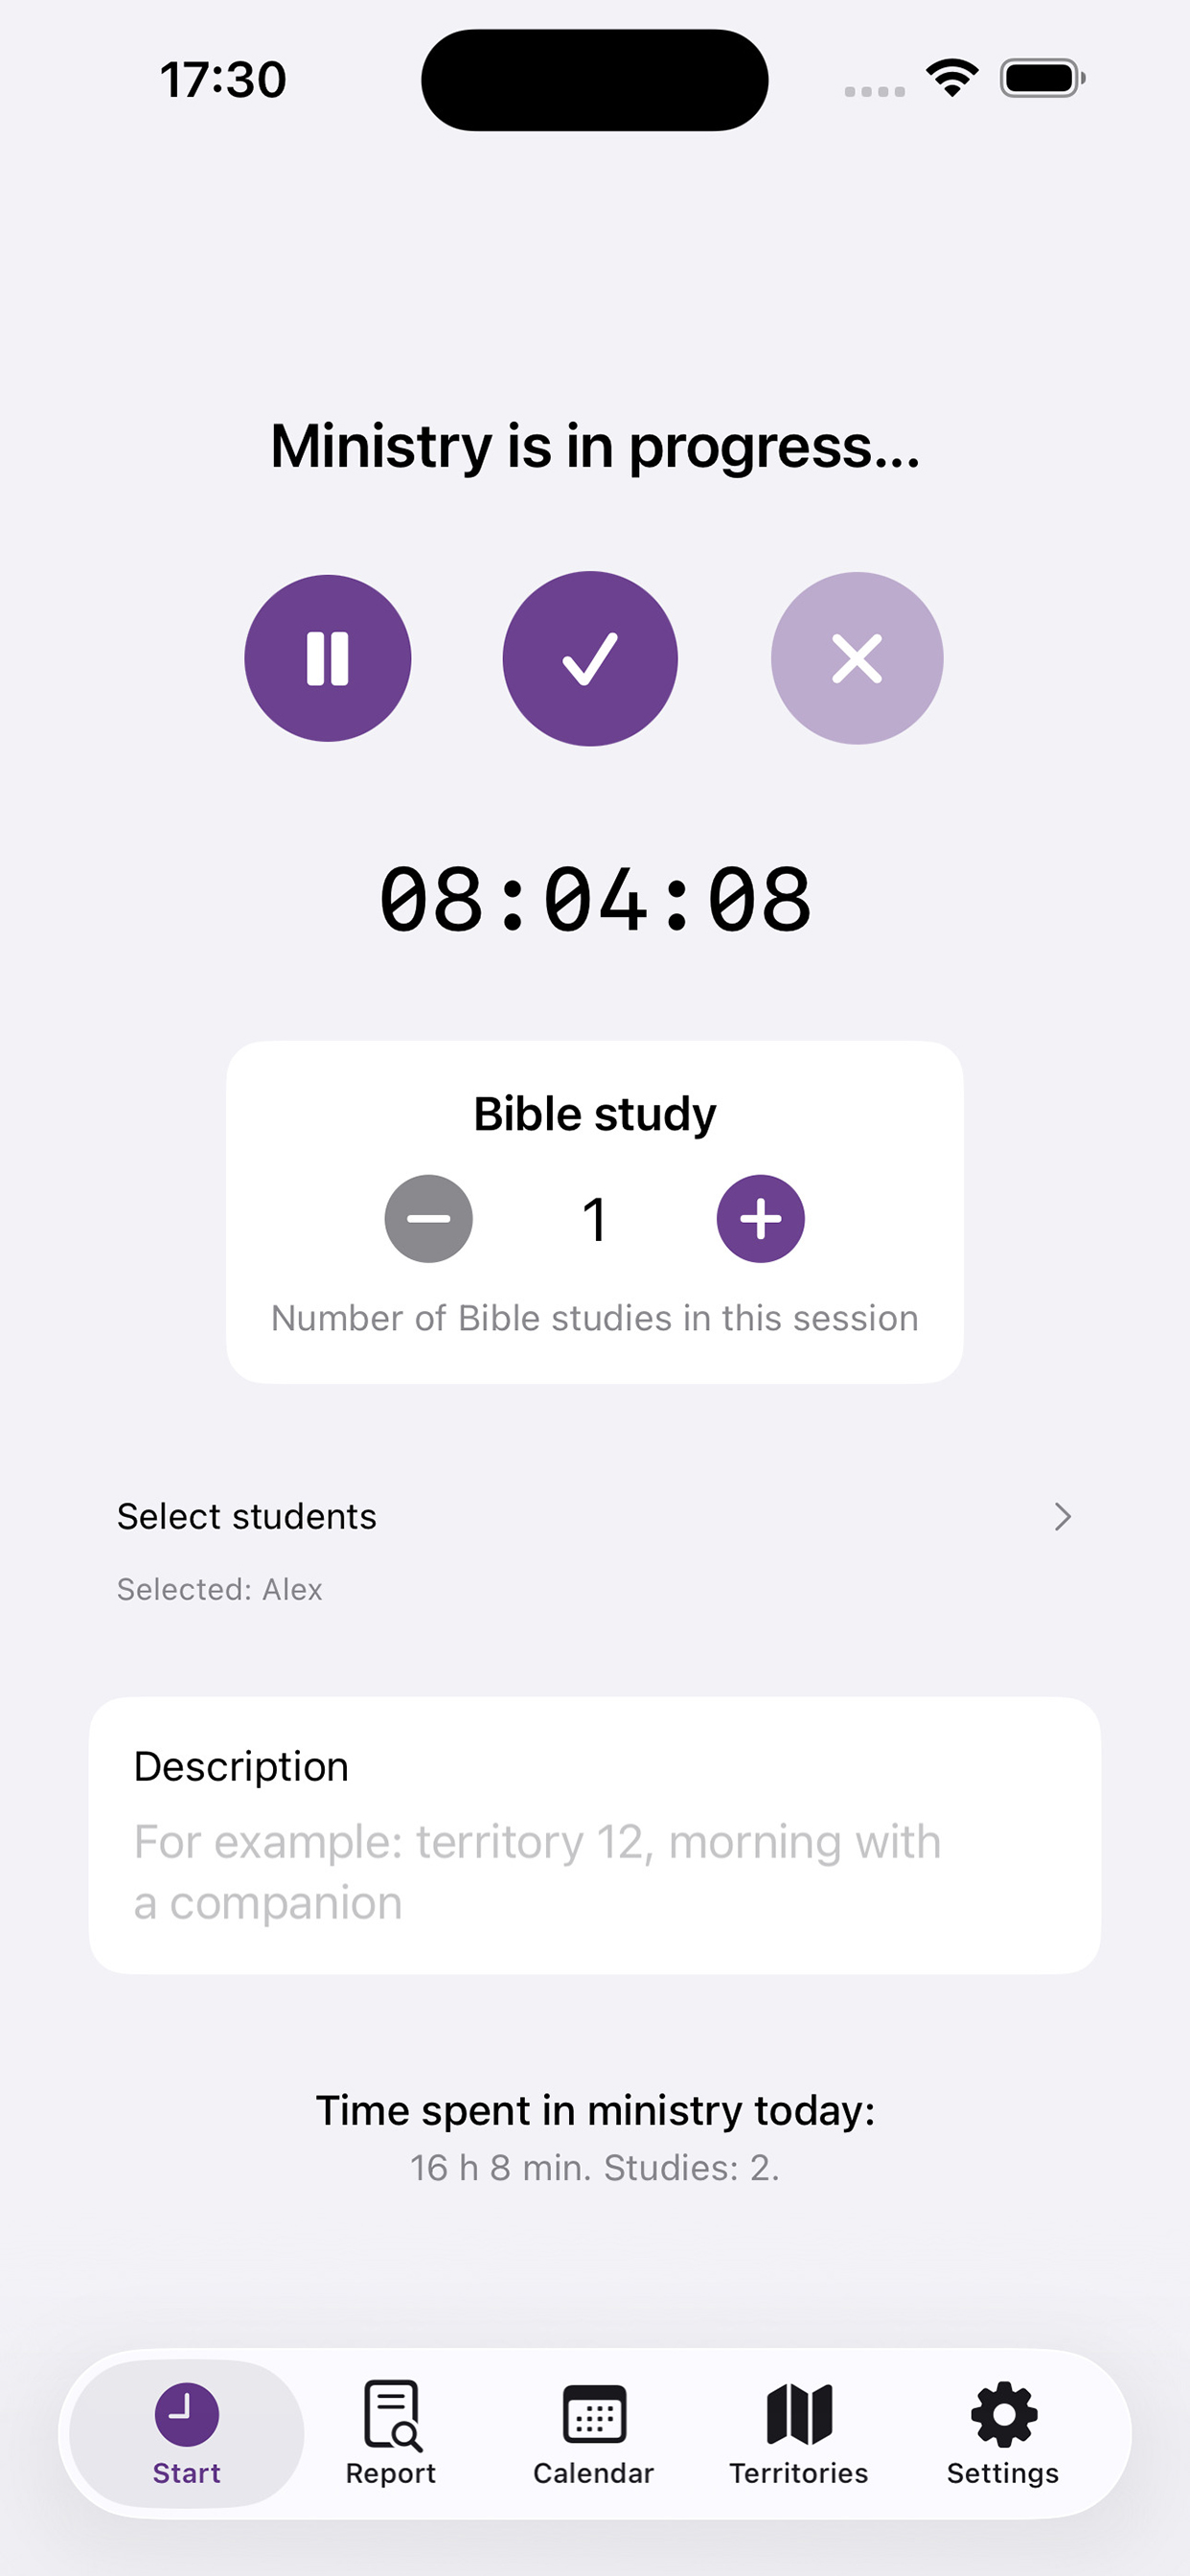 17:30
Ministry is in progress...
08:04:08
Bible study
1
Number of Bible studies in this session
Select students
Selected: Alex
Description
For example: territory 12, morning with
a companion
Time spent in ministry today:
16 h 8 min. Studies: 2.
Start
Report
Calendar
Territories
Settings